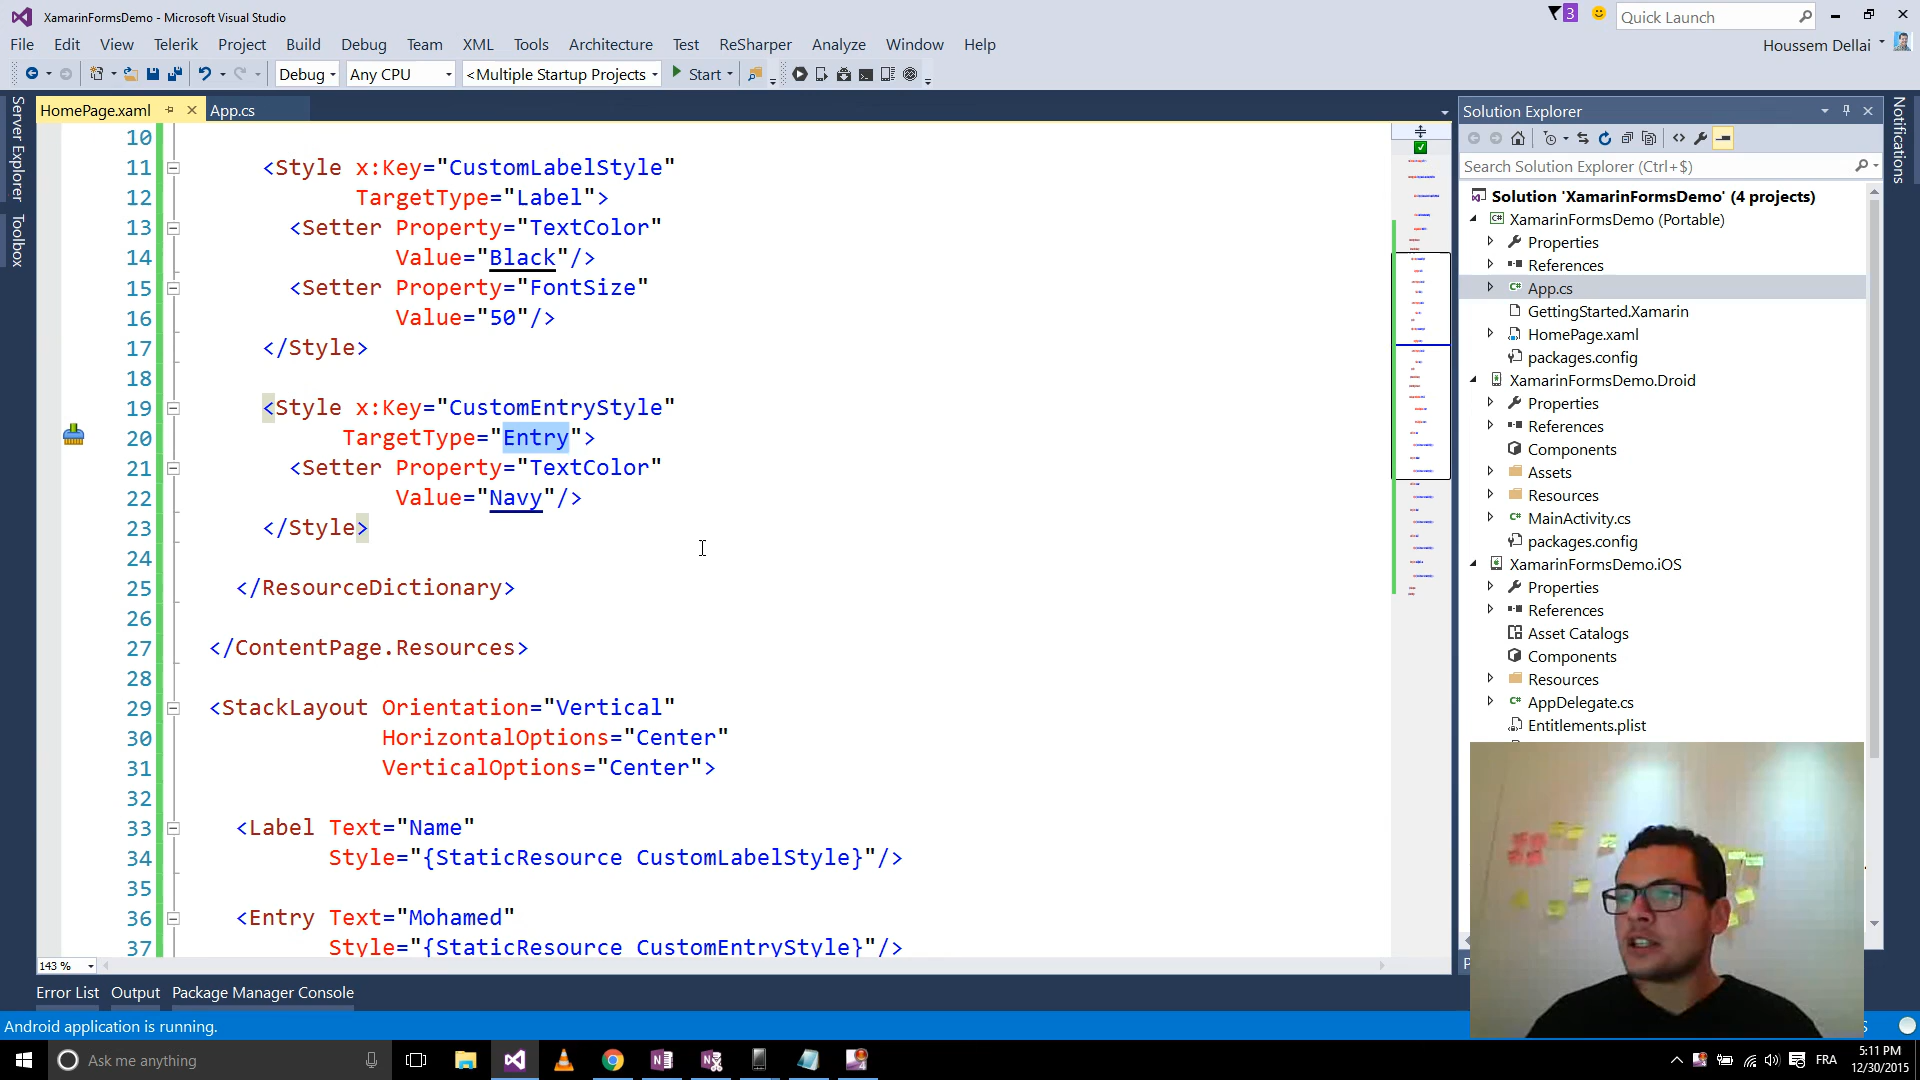 XamarinFormsDemo - Microsoft Visual Studio
3
Quick Launch
File Edit View Telerik Project Build Debug Team XML Tools Architecture Test ReSharper Analyze Window Help
Houssem Dellai
Debug Any CPU <Multiple Startup Projects Start
Server Explorer
Toolbox
HomePage.xaml App.cs
10
11 <Style x:Key="CustomLabelStyle"
12 TargetType="Label">
13 <Setter Property="TextColor"
14 Value="Black"/>
15 <Setter Property="FontSize"
16 Value="50"/>
17 </Style>
18
19 <Style x:Key="CustomEntryStyle"
20 TargetType="Entry">
21 <Setter Property="TextColor"
22 Value="Navy"/>
23 </Style>
24
25 </ResourceDictionary>
26
27 </ContentPage.Resources>
28
29 <StackLayout Orientation="Vertical"
30 HorizontalOptions="Center"
31 VerticalOptions="Center">
32
33 <Label Text="Name"
34 Style="{StaticResource CustomLabelStyle}"/>
35
36 <Entry Text="Mohamed"
37 Style="{StaticResource CustomEntryStyle}"/>
143 %
Solution Explorer
Search Solution Explorer (Ctrl+$)
Solution 'XamarinFormsDemo' (4 projects)
XamarinFormsDemo (Portable)
Properties
References
App.cs
GettingStarted.Xamarin
HomePage.xaml
packages.config
XamarinFormsDemo.Droid
Properties
References
Components
Assets
Resources
MainActivity.cs
packages.config
XamarinFormsDemo.iOS
Properties
References
Asset Catalogs
Components
Resources
AppDelegate.cs
Entitlements.plist
Notifications
Error List Output Package Manager Console
Android application is running.
Ask me anything
FRA
5:11 PM
12/30/2015